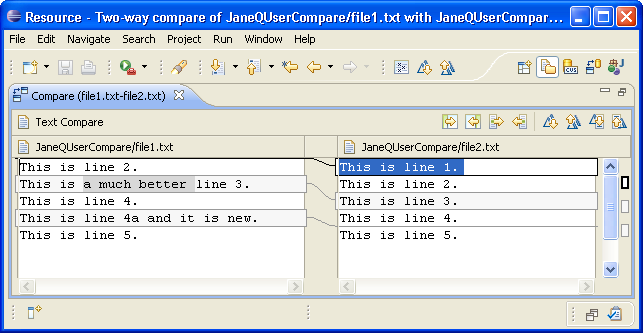 Resource - Two-way compare of JaneQUserCompare/file1.txt with JaneQUserCompar...
File Edit Navigate Search Project Run Window Help
CVS
J
Compare (file1.txt-file2.txt)
Text Compare
JaneQUserCompare/file1.txt
This is line 2.
This is a much better line 3.
This is line 4.
This is line 4a and it is new.
This is line 5.
JaneQUserCompare/file2.txt
This is line 1.
This is line 2.
This is line 3.
This is line 4.
This is line 5.